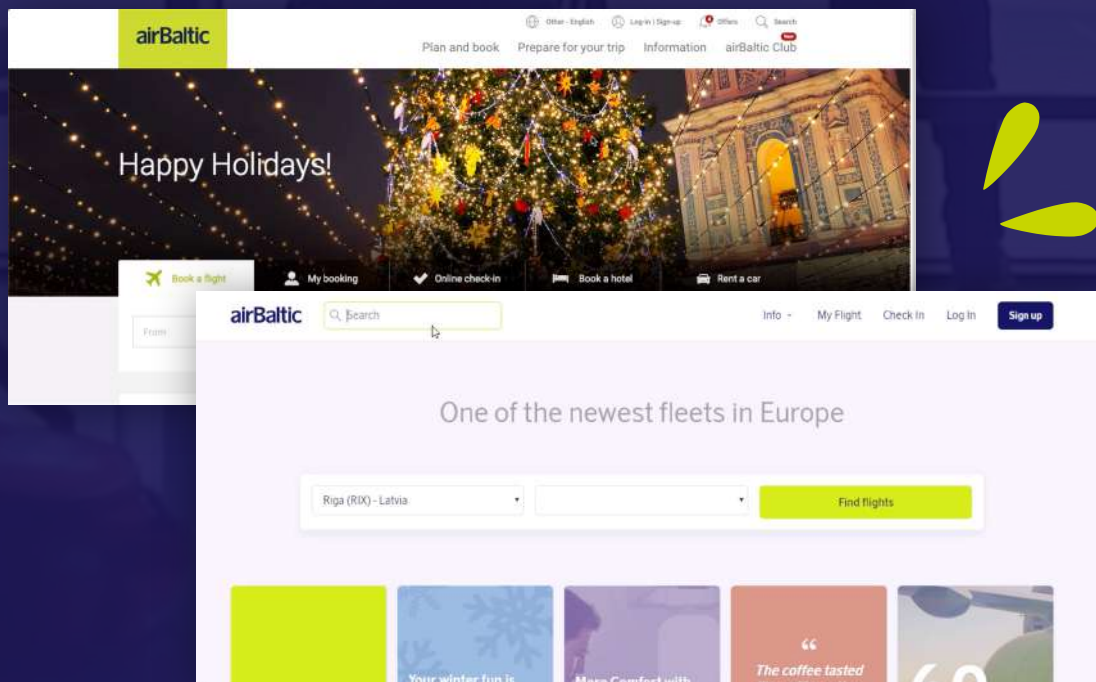 airBaltic
Other - English Log-in | Sign-up Offers Search
New
Plan and book Prepare for your trip Information airBaltic Club
Happy Holidays!
Book a flight My booking Online check-in Book a hotel Rent a car
From
airBaltic Search Info My Flight Check In Log In Sign up
One of the newest fleets in Europe
Riga (RIX) - Latvia Find flights
“
The coffee tasted
Your winter fun is
More Comfort with